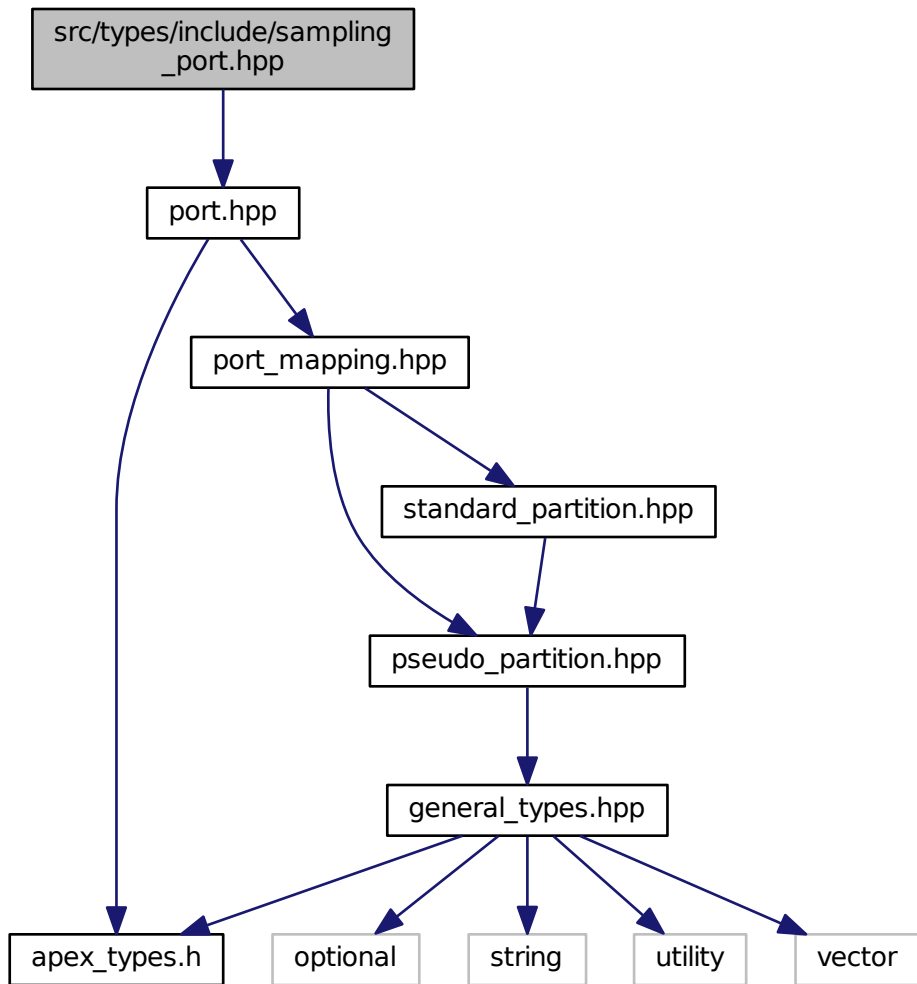 src/types/include/sampling
_port.hpp
port.hpp
port_mapping.hpp
standard_partition.hpp
pseudo_partition.hpp
general_types.hpp
apex_types.h
optional
string
utility
vector